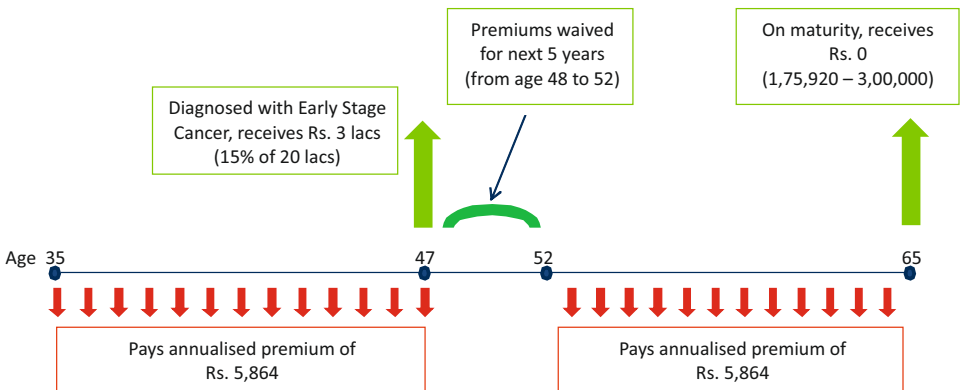 Premiums waived
for next 5 years
(from age 48 to 52)
On maturity, receives
Rs. 0
(1,75,920 – 3,00,000)
Diagnosed with Early Stage
Cancer, receives Rs. 3 lacs
(15% of 20 lacs)
Age 35 47 52 65
Pays annualised premium of
Rs. 5,864
Pays annualised premium of
Rs. 5,864